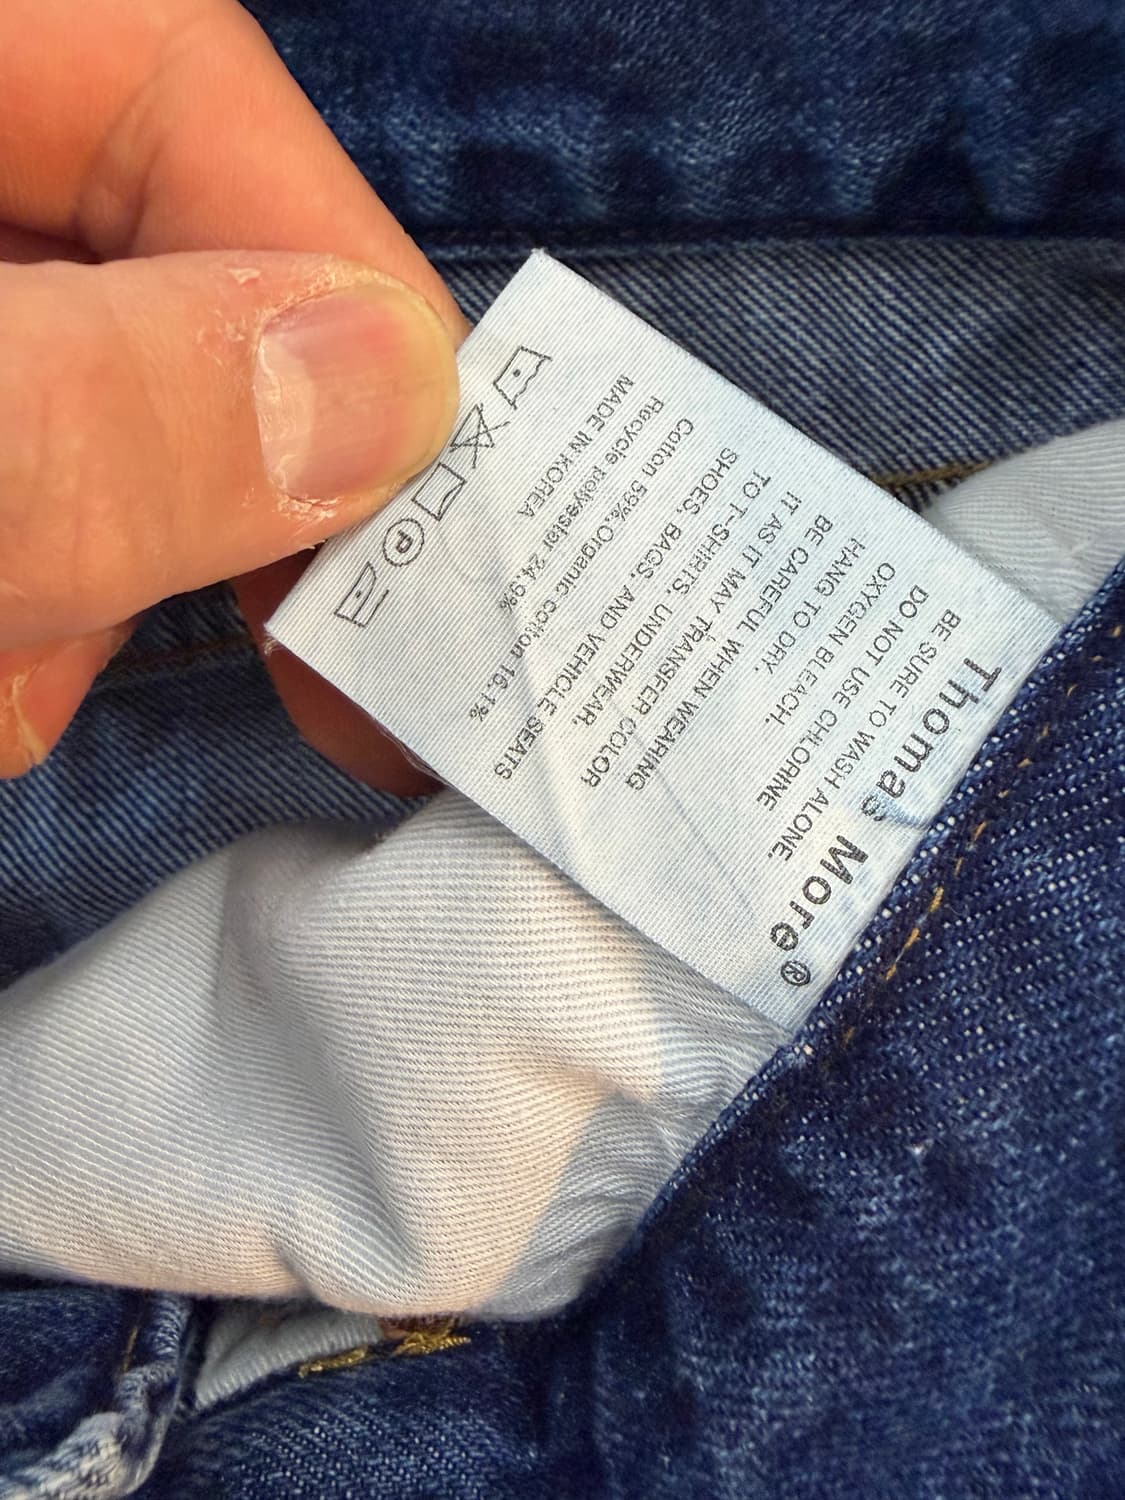 Thomas More®
BE SURE TO WASH ALONE.
DO NOT USE CHLORINE
OXYGEN BLEACH.
HANG TO DRY.
BE CAREFUL WHEN WEARING
IT AS IT MAY TRANSFER COLOR
TO T-SHIRTS, UNDERWEAR,
SHOES, BAGS, AND VEHICLE SEATS
Cotton 59%.Organic cotton 16.1%
Recycle polyester 24.9%
MADE IN KOREA
P